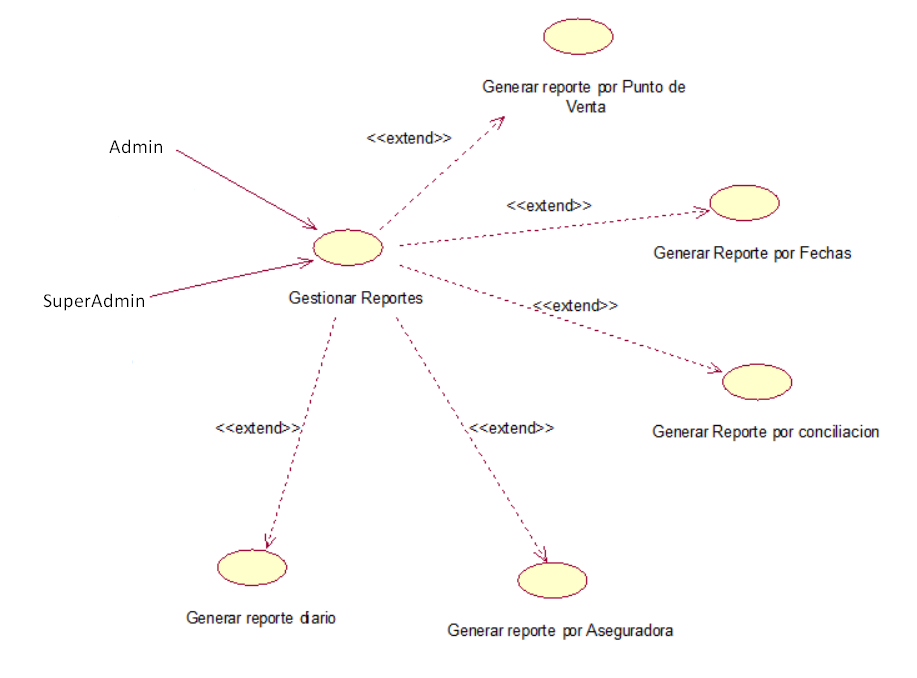 Generar reporte por Punto de
Venta
<<extend>>
Admin
<<extend>>
Generar Reporte por Fechas
SuperAdmin
Gestionar Reportes
<<extend>>
Generar Reporte por conciliacion
<<extend>>
<<extend>>
Generar reporte diario
Generar reporte por Aseguradora